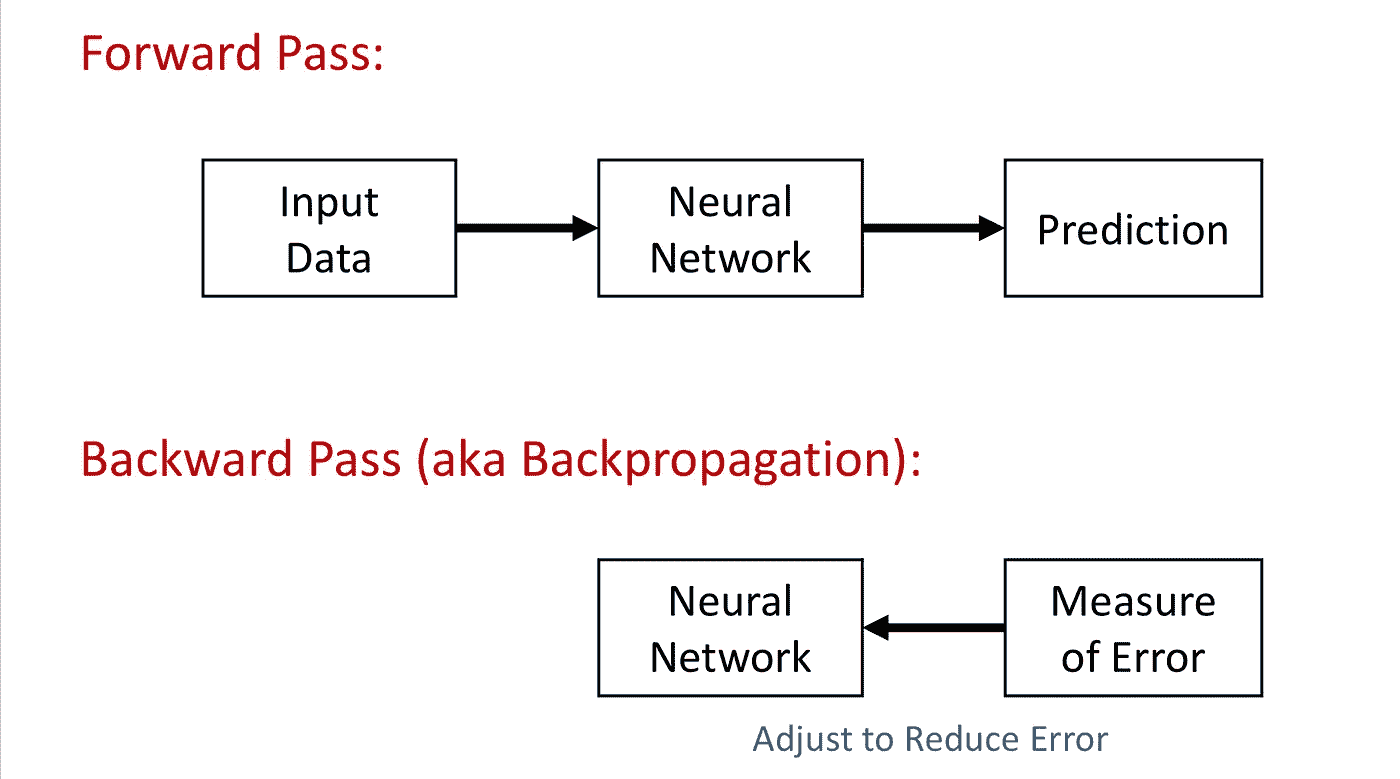 Forward Pass:
Input
Data
Neural
Network
Prediction
Backward Pass (aka Backpropagation):
Neural
Network
Measure
of Error
Adjust to Reduce Error